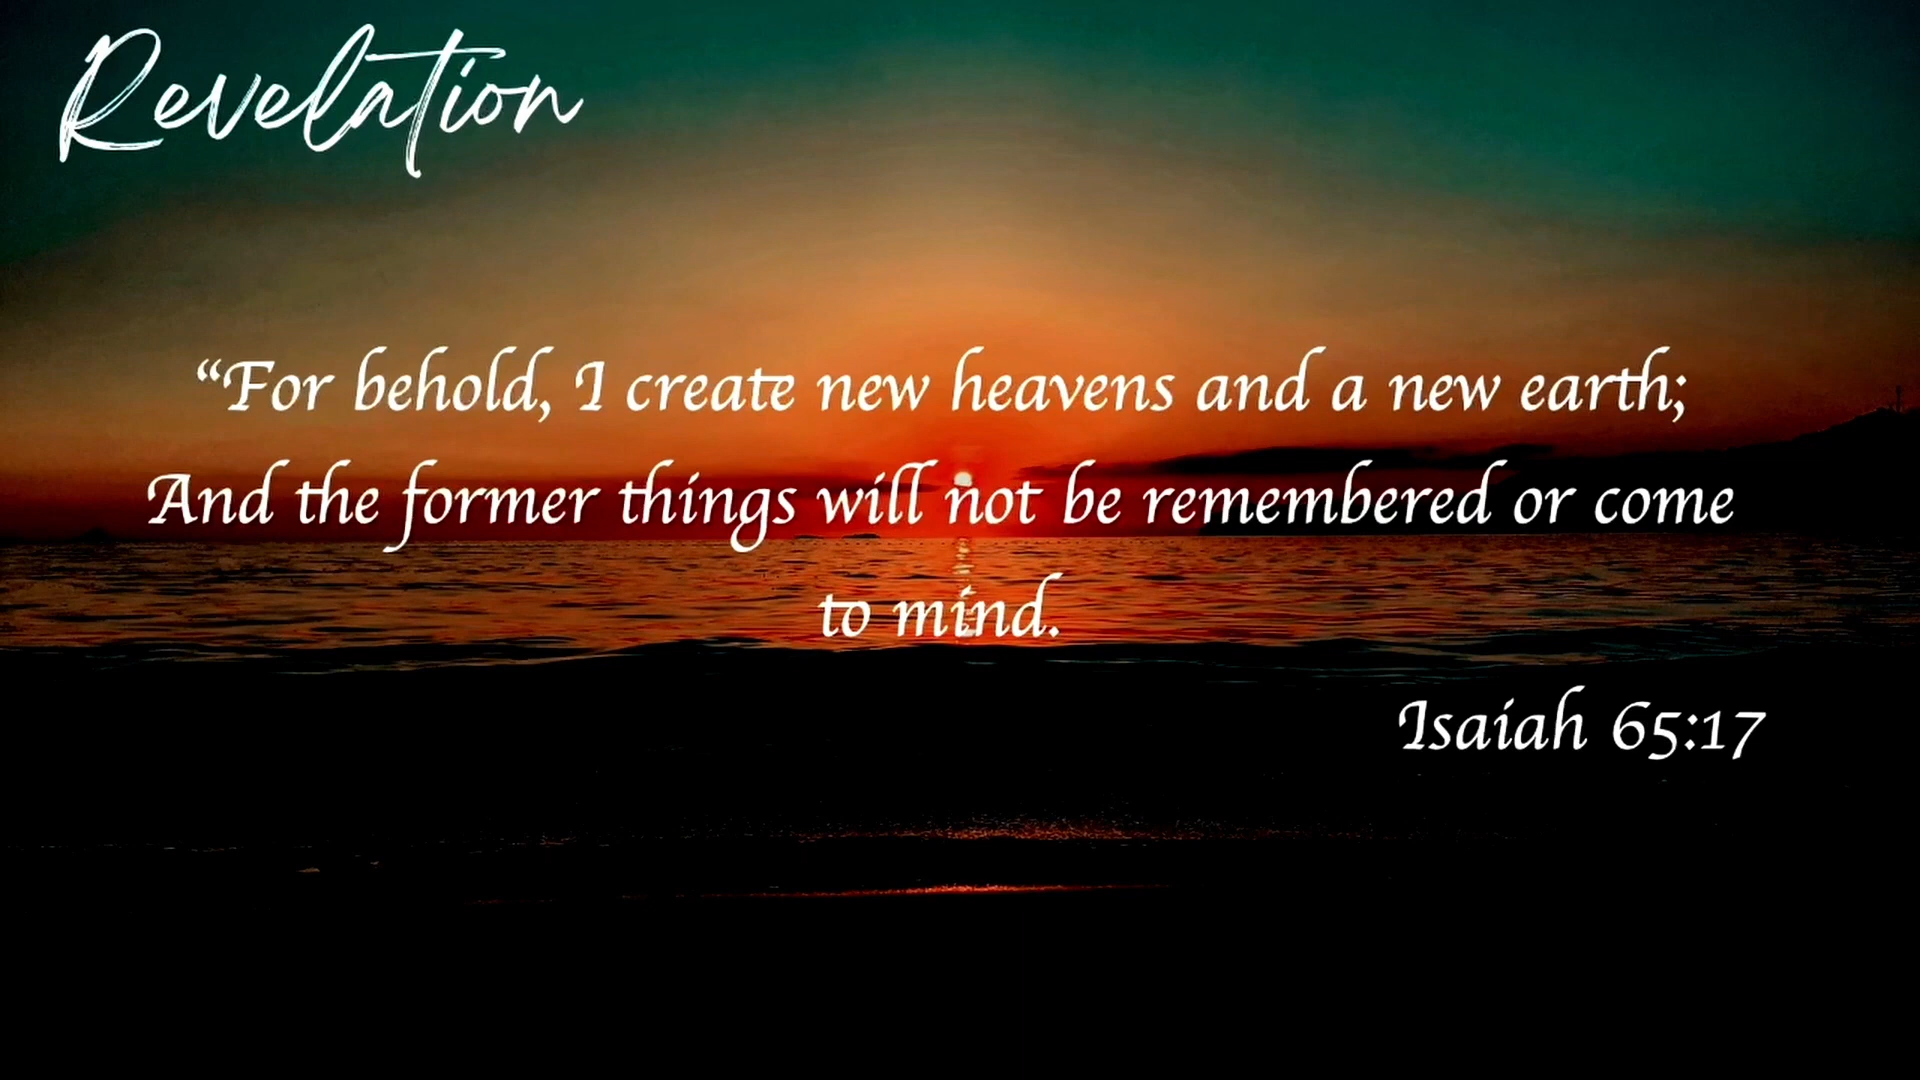 Revelation
“For behold, I create new heavens and a new earth;
And the former things will not be remembered or come
to mind.
Isaiah 65:17